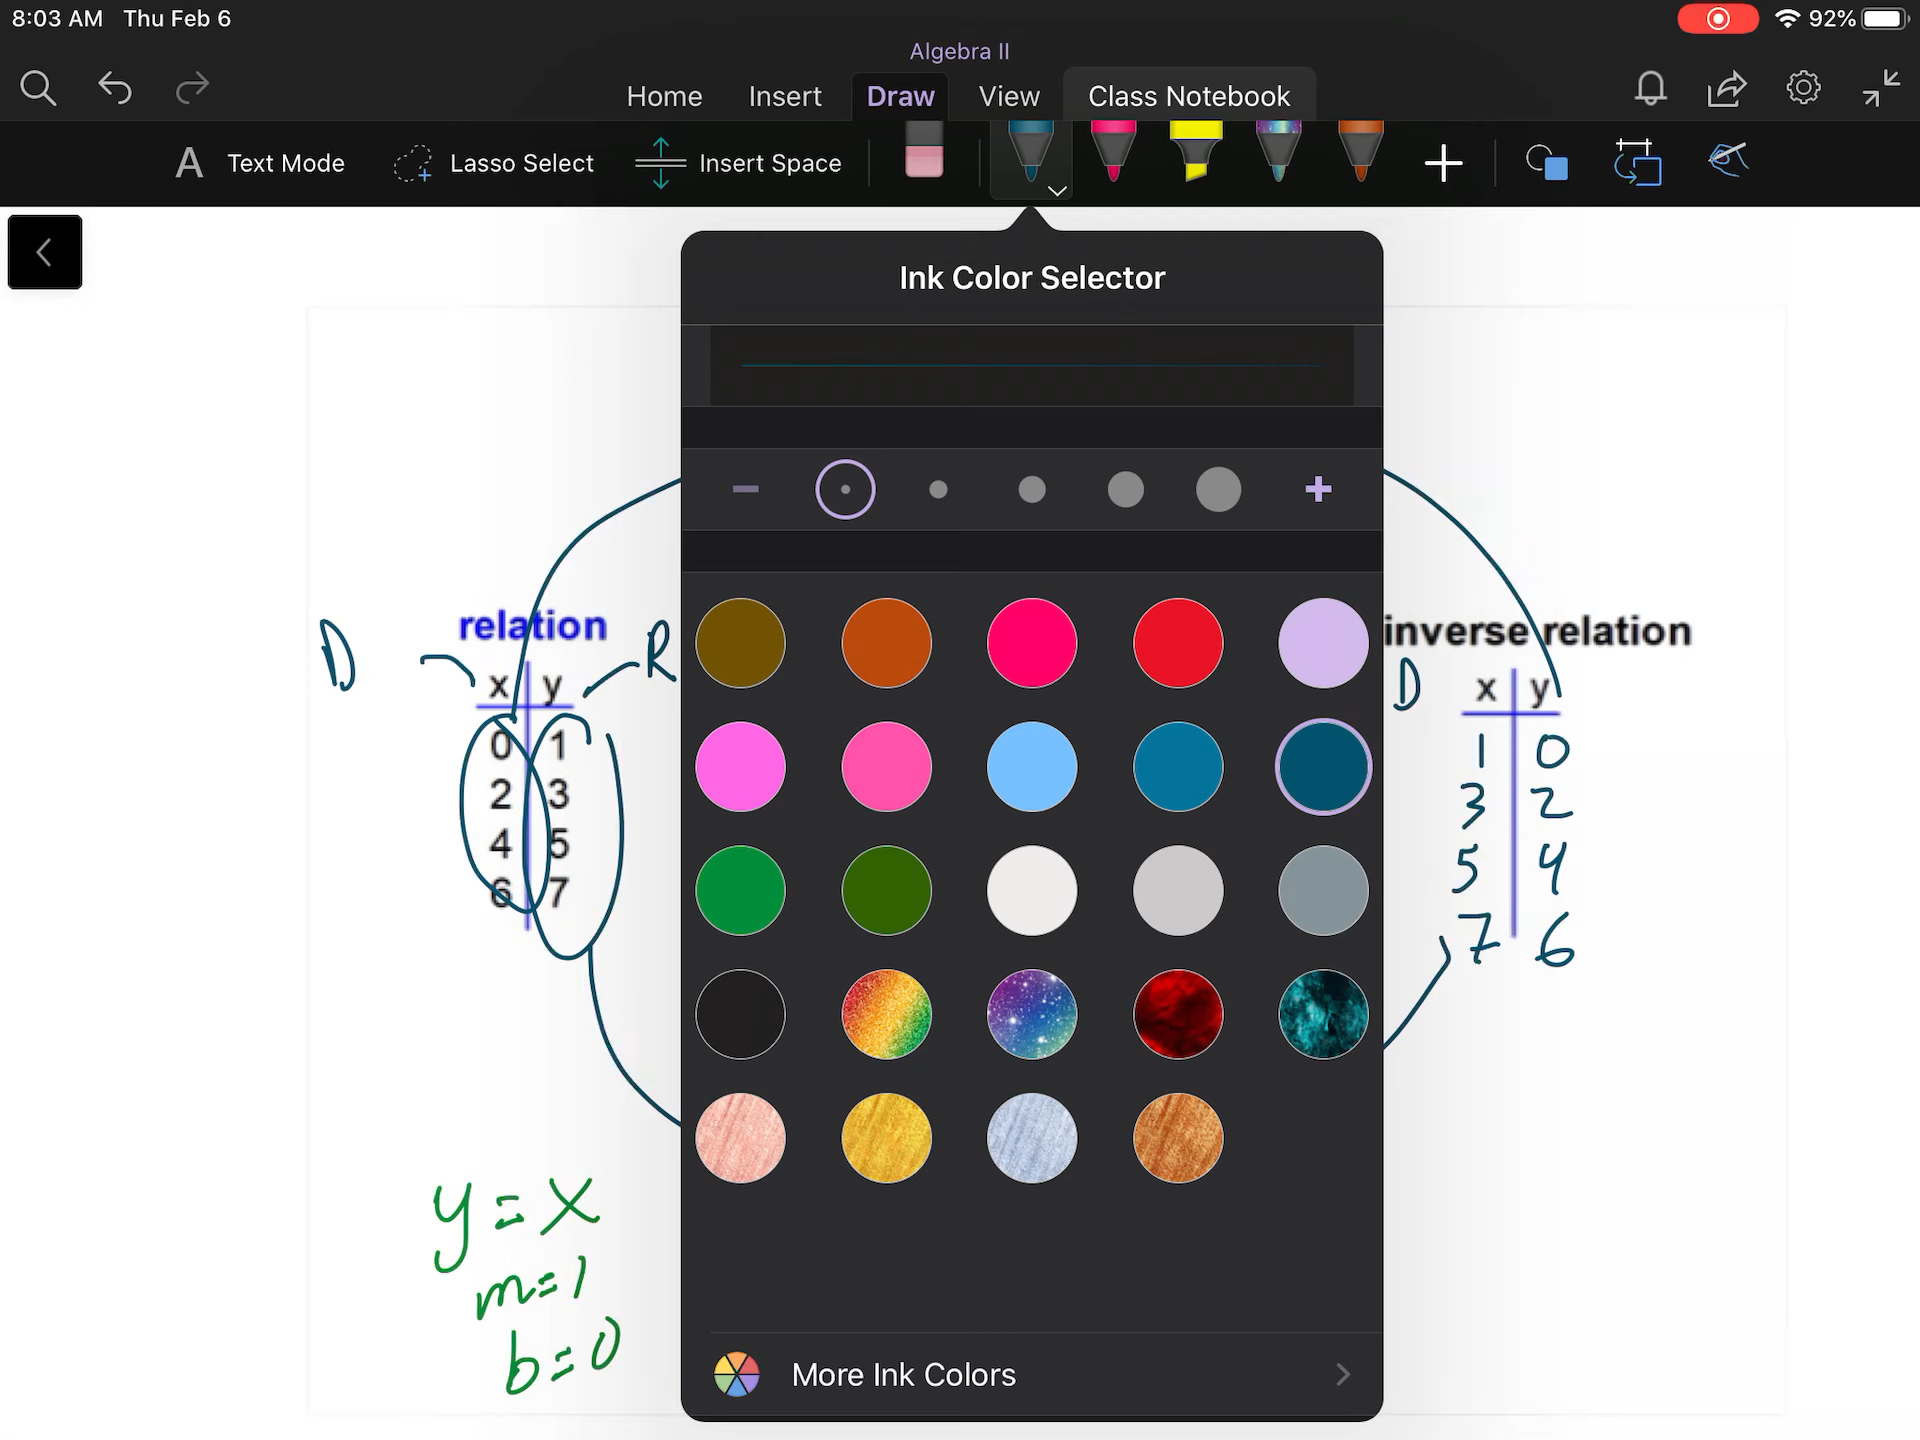 8:03 AM Thu Feb 6
92%
Algebra II
Home Insert Draw View Class Notebook
A Text Mode Lasso Select Insert Space
Ink Color Selector
relation
D R
x y
0 1
2 3
4 5
6 7
inverse relation
D
x y
1 0
3 2
5 4
7 6
y = x
m = 1
b = 0
More Ink Colors